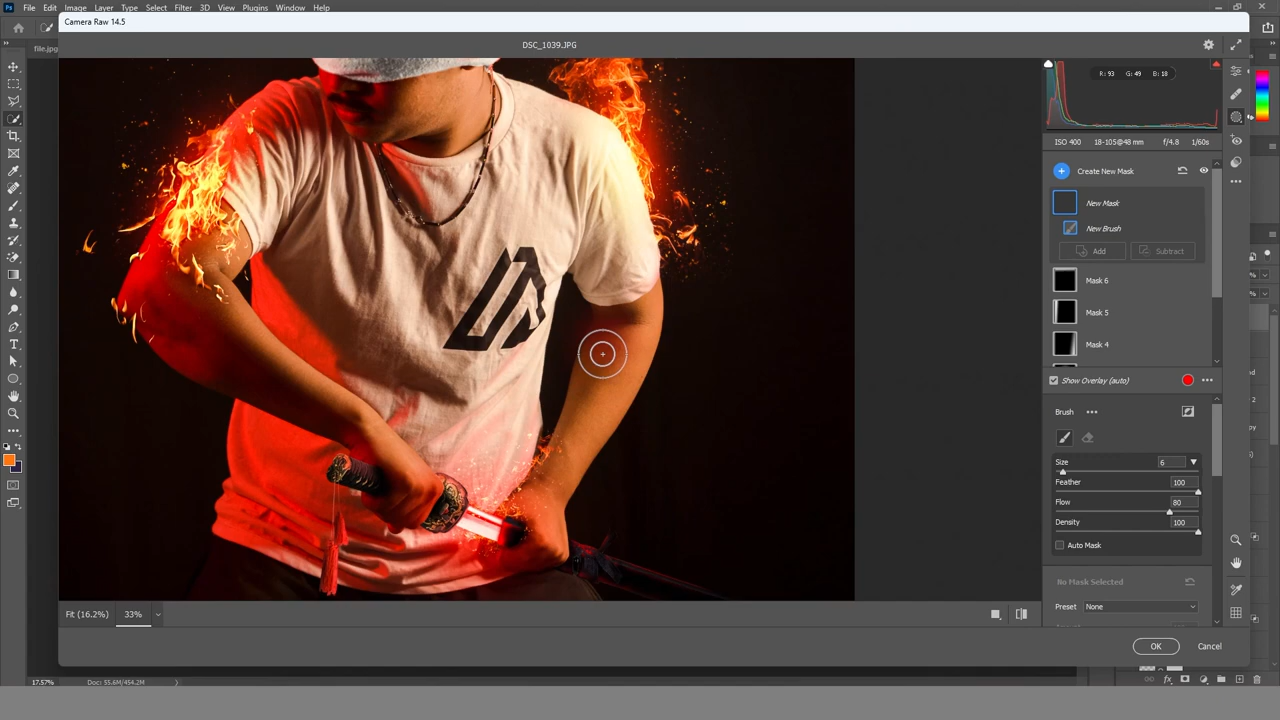 Ps File Edit Image Layer Type Select Filter 3D View Plugins Window Help
Camera Raw 14.5
file.jpg
DSC_1039.JPG
R: 93 G: 49 B: 18
ISO 400 18-105@48 mm f/4.8 1/60s
Create New Mask
New Mask
New Brush
Add Subtract
Mask 6
Mask 5
Mask 4
Show Overlay (auto)
Brush
Size 6
Feather 100
Flow 80
Density 100
Auto Mask
No Mask Selected
Preset None
Fit (16.2%) 33%
OK Cancel
17.57% Doc: 55.6M/454.2M
fx